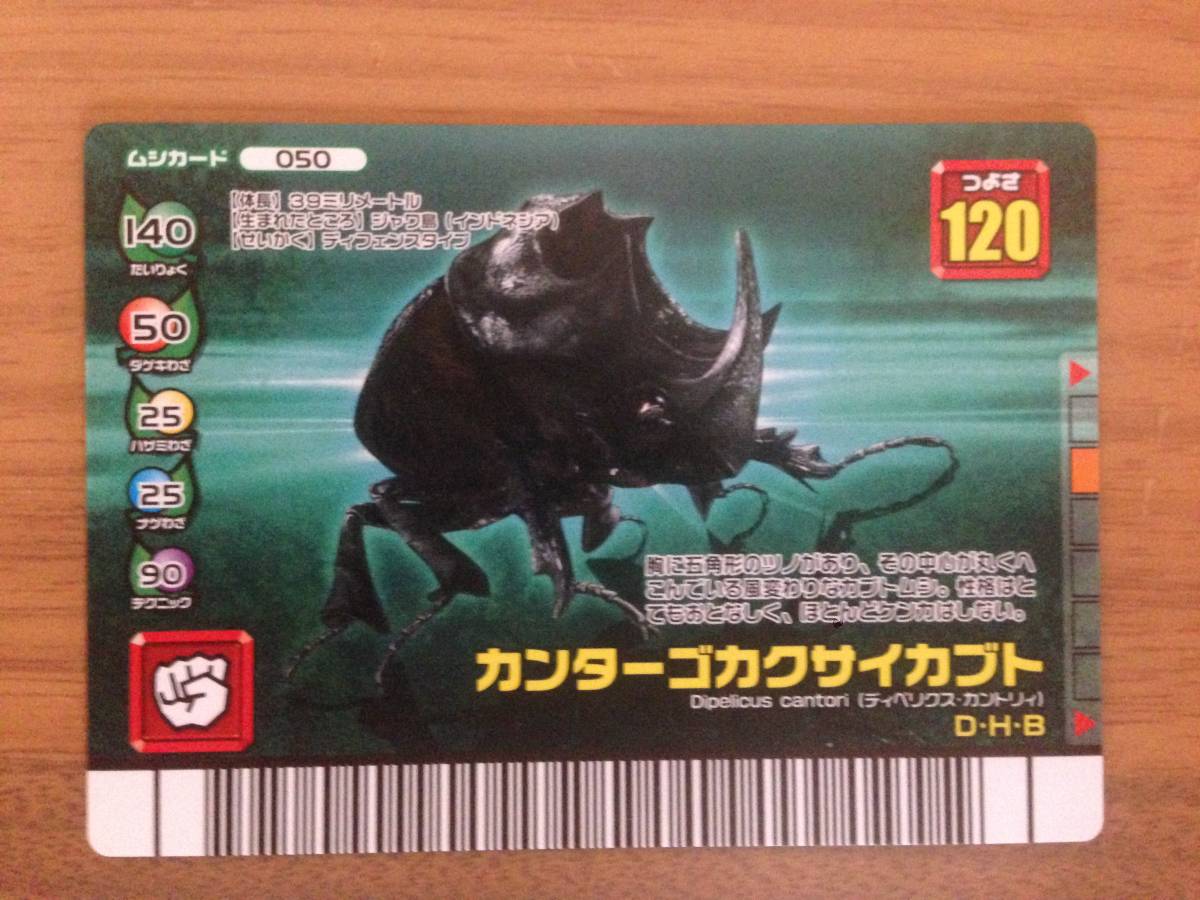 ムシカード 050
つよさ
120
【体長】39ミリメートル
【生まれたところ】ジャワ島(インドネシア)
【せいかく】ディフェンスタイプ
140
たいりょく
50
ダゲキわざ
25
ハサミわざ
25
ナゲわざ
90
テクニック
胸に五角形のツノがあり、その中心が丸くへ
こんでいる風変わりなカブトムシ。性格はと
てもおとなしく、ほとんどケンカはしない。
カンターゴカクサイカブト
Dipelicus cantori (ディペリクス・カントリィ)
D・H・B